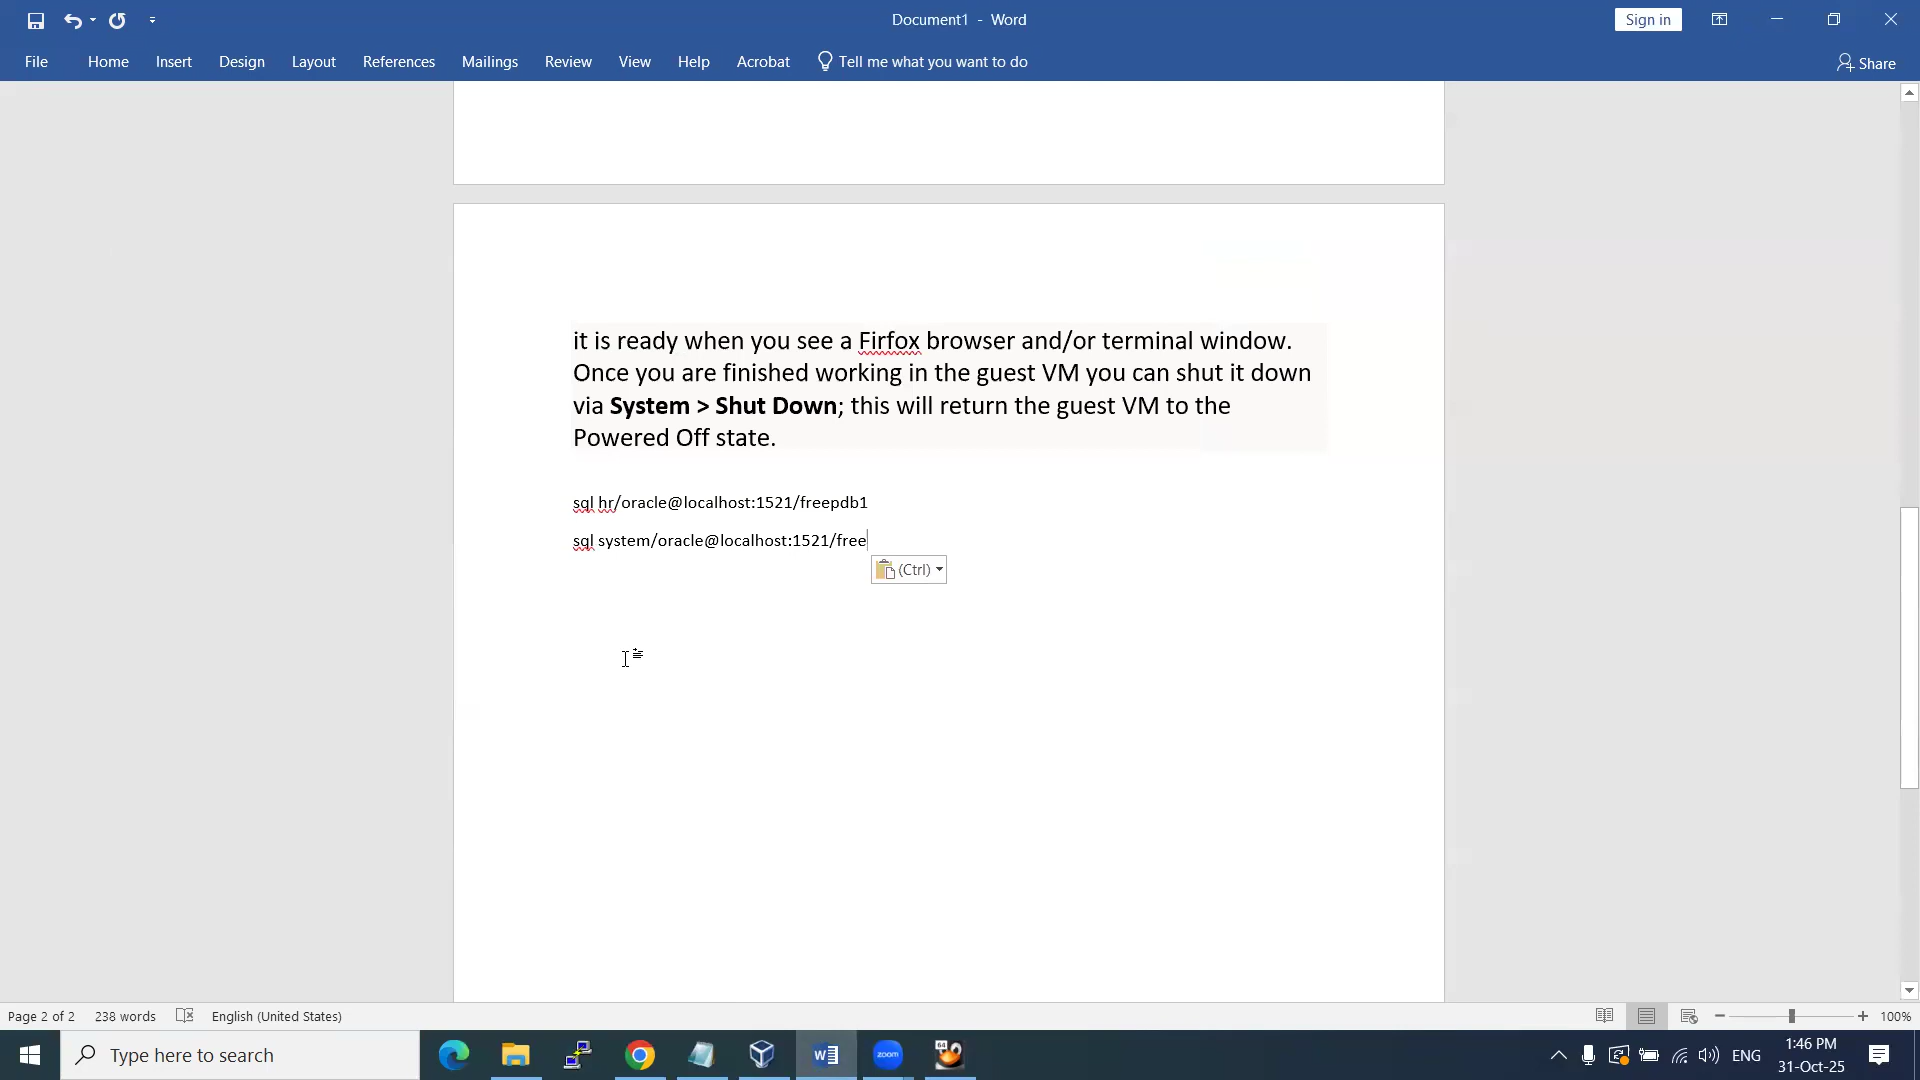 Document1 - Word
Sign in
File Home Insert Design Layout References Mailings Review View Help Acrobat Tell me what you want to do Share
it is ready when you see a Firfox browser and/or terminal window.
Once you are finished working in the guest VM you can shut it down
via System > Shut Down; this will return the guest VM to the
Powered Off state.
sql hr/oracle@localhost:1521/freepdb1
sql system/oracle@localhost:1521/free
(Ctrl)
Page 2 of 2 238 words English (United States) 100%
Type here to search
W
zoom
64
ENG
1:46 PM
31-Oct-25